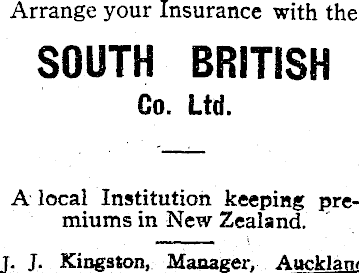 Arrange your Insurance with the
SOUTH BRITISH
Co. Ltd.
A local Institution keeping pre-
miums in New Zealand.
J. J. Kingston, Manager, Auckland